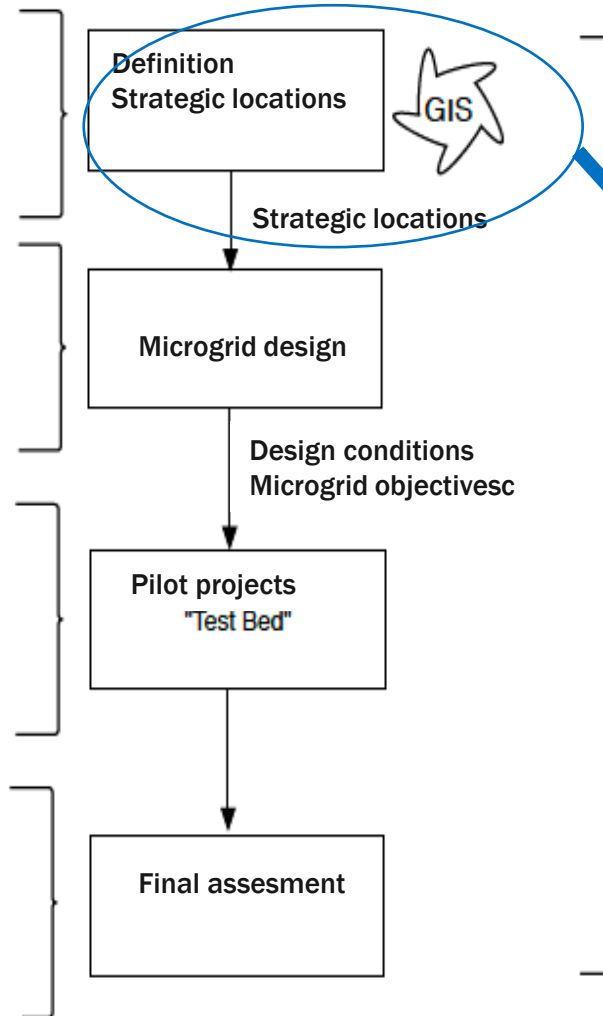 Definition
Strategic locations
GIS
Strategic locations
Microgrid design
Design conditions
Microgrid objectivesc
Pilot projects
"Test Bed"
Final assesment